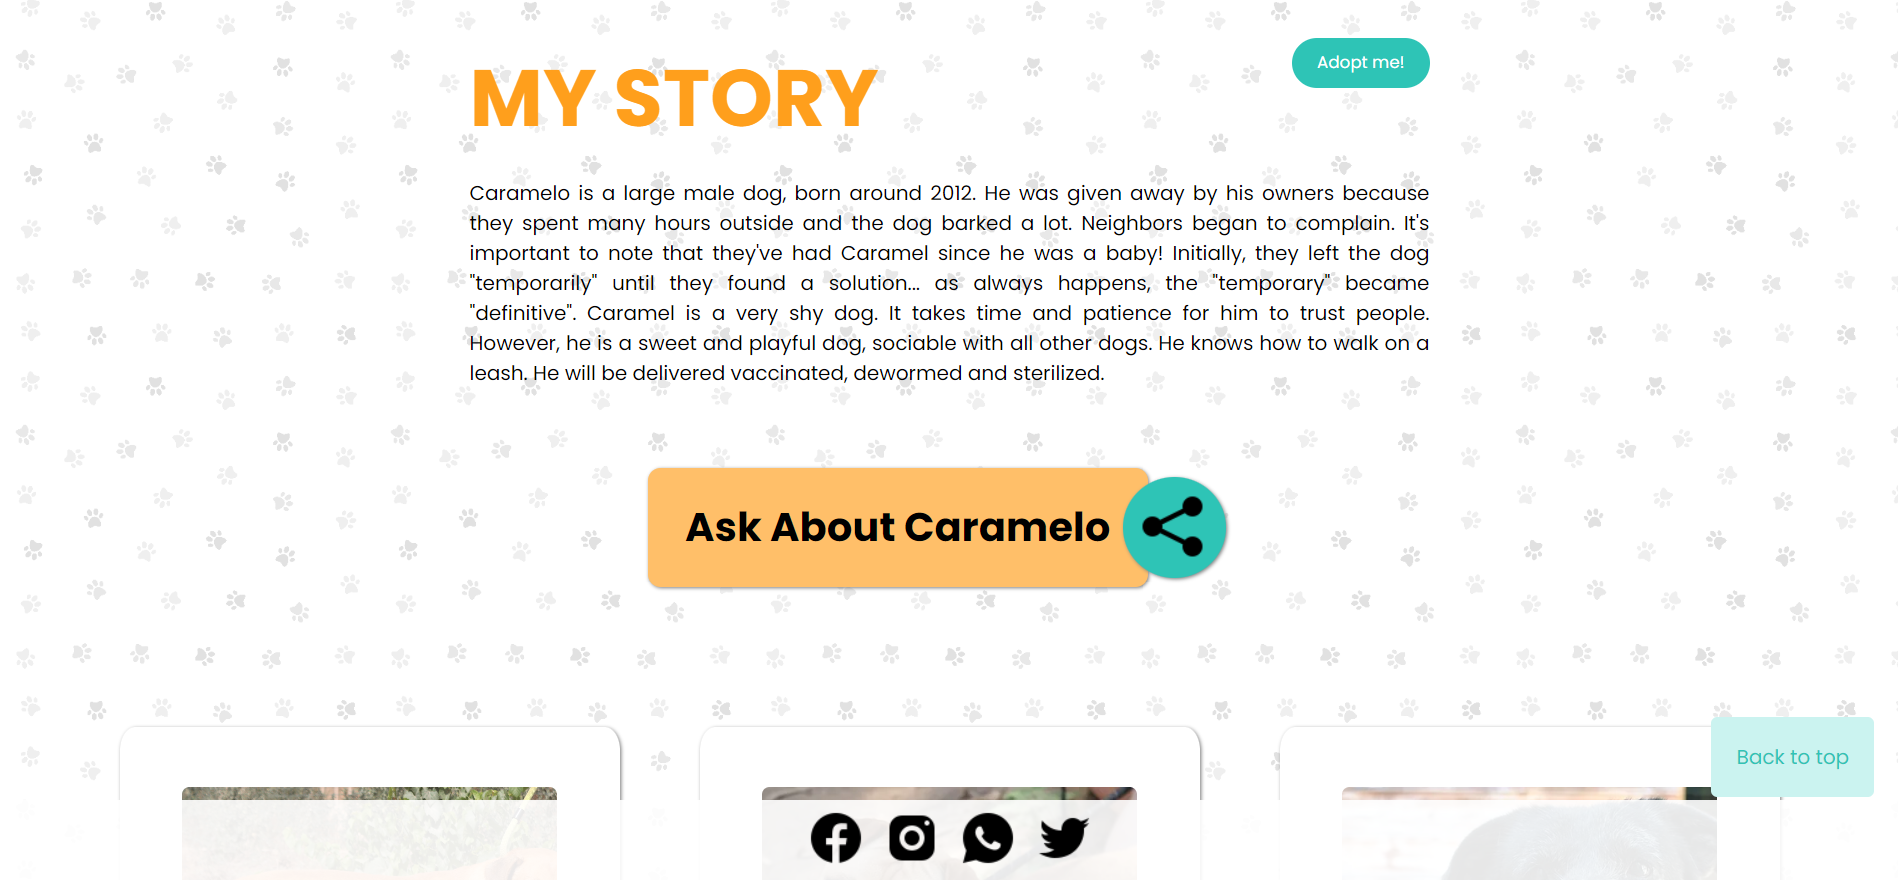 Adopt me!
MY STORY
Caramelo is a large male dog, born around 2012. He was given away by his owners because
they spent many hours outside and the dog barked a lot. Neighbors began to complain. It's
important to note that they've had Caramel since he was a baby! Initially, they left the dog
"temporarily" until they found a solution... as always happens, the "temporary" became
"definitive". Caramel is a very shy dog. It takes time and patience for him to trust people.
However, he is a sweet and playful dog, sociable with all other dogs. He knows how to walk on a
leash. He will be delivered vaccinated, dewormed and sterilized.
Ask About Caramelo
Back to top